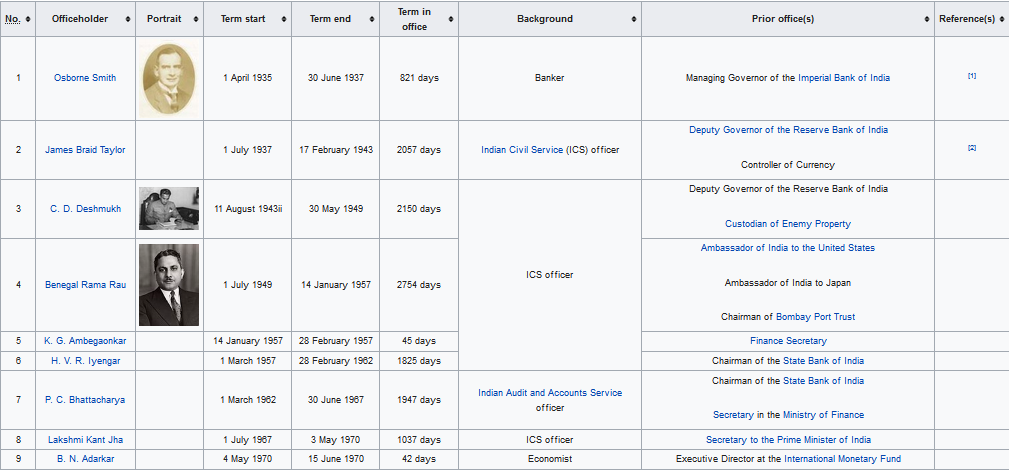 No. Officeholder Portrait Term start Term end Term in office Background Prior office(s) Reference(s)
1 Osborne Smith 1 April 1935 30 June 1937 821 days Banker Managing Governor of the Imperial Bank of India [1]
2 James Braid Taylor 1 July 1937 17 February 1943 2057 days Indian Civil Service (ICS) officer Deputy Governor of the Reserve Bank of India
Controller of Currency [2]
3 C. D. Deshmukh 11 August 1943ii 30 May 1949 2150 days ICS officer Deputy Governor of the Reserve Bank of India
Custodian of Enemy Property
4 Benegal Rama Rau 1 July 1949 14 January 1957 2754 days Ambassador of India to the United States
Ambassador of India to Japan
Chairman of Bombay Port Trust
5 K. G. Ambegaonkar 14 January 1957 28 February 1957 45 days Finance Secretary
6 H. V. R. Iyengar 1 March 1957 28 February 1962 1825 days Chairman of the State Bank of India
7 P. C. Bhattacharya 1 March 1962 30 June 1967 1947 days Indian Audit and Accounts Service officer Chairman of the State Bank of India
Secretary in the Ministry of Finance
8 Lakshmi Kant Jha 1 July 1967 3 May 1970 1037 days ICS officer Secretary to the Prime Minister of India
9 B. N. Adarkar 4 May 1970 15 June 1970 42 days Economist Executive Director at the International Monetary Fund